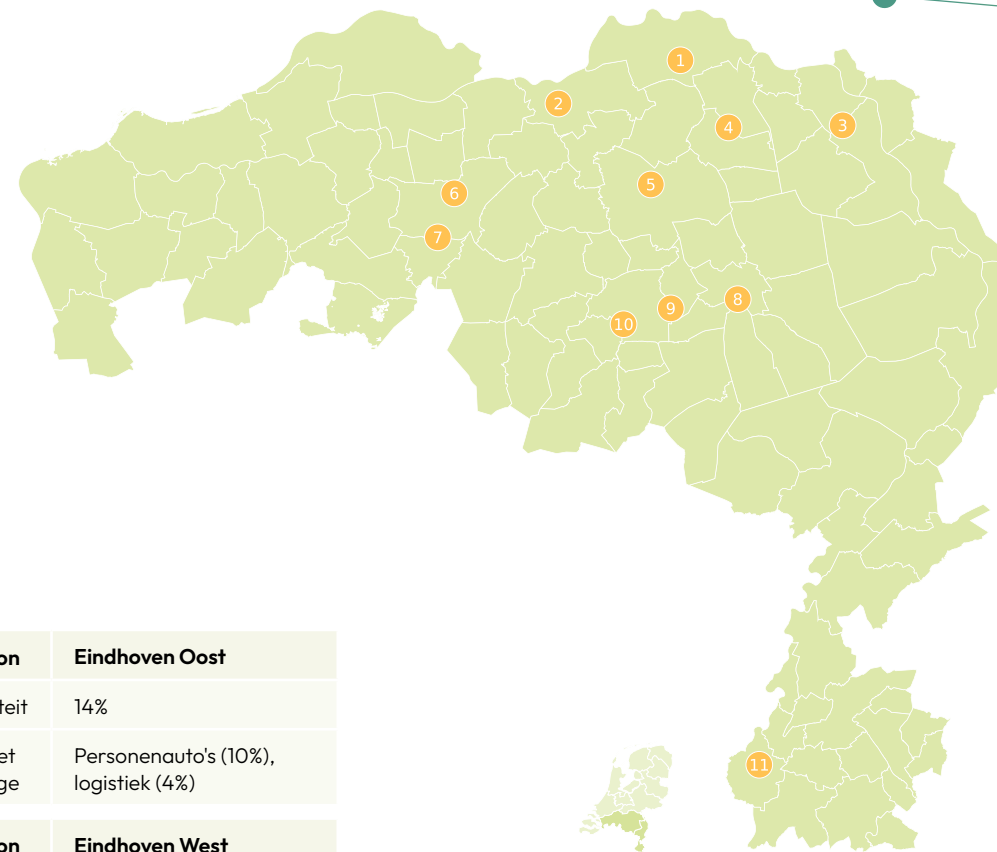 1
2
4
3
5
6
7
8
9
10
on
Eindhoven Oost
teit
14%
et
Personenauto's (10%),
ge
logistiek (4%)
11
on
Eindhoven West